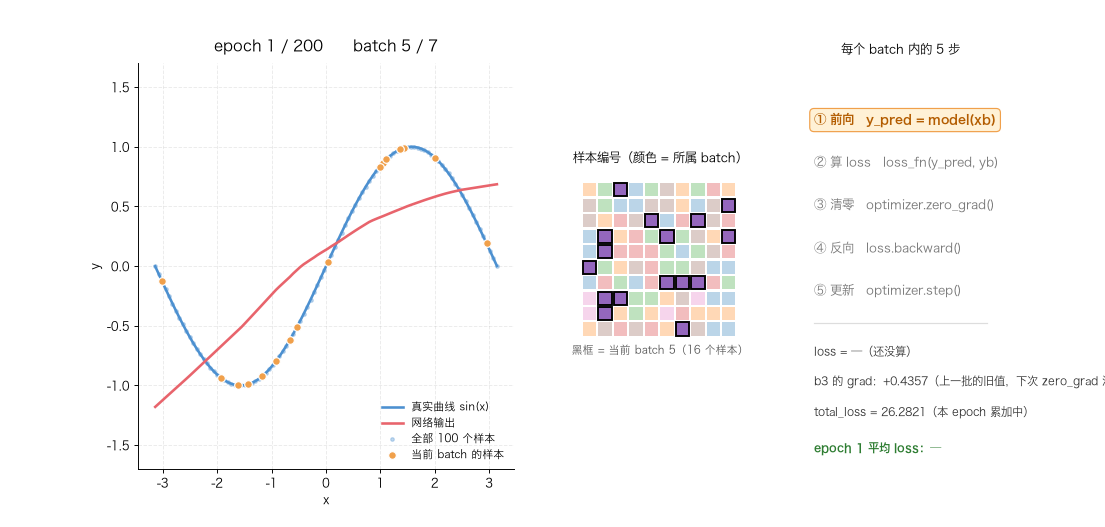 epoch 1 / 200 batch 5 / 7
1.5
1.0
0.5
0.0
-0.5
-1.0
-1.5
y
-3
-2
-1
0
1
2
3
x
真实曲线 sin(x)
网络输出
全部 100 个样本
当前 batch 的样本
样本编号（颜色 = 所属 batch）
黑框 = 当前 batch 5（16 个样本）
每个 batch 内的 5 步
① 前向 y_pred = model(xb)
② 算 loss loss_fn(y_pred, yb)
③ 清零 optimizer.zero_grad()
④ 反向 loss.backward()
⑤ 更新 optimizer.step()
loss = —（还没算）
b3 的 grad：+0.4357（上一批的旧值，下次 zero_grad
total_loss = 26.2821（本 epoch 累加中）
epoch 1 平均 loss：—